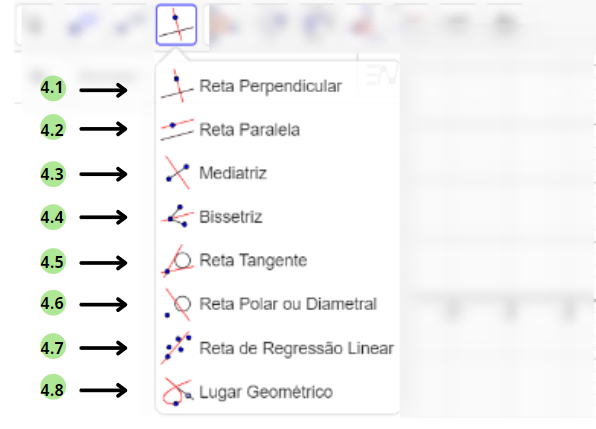 4.1 Reta Perpendicular
4.2 Reta Paralela
4.3 Mediatriz
4.4 Bissetriz
4.5 Reta Tangente
4.6 Reta Polar ou Diametral
4.7 Reta de Regressão Linear
4.8 Lugar Geométrico